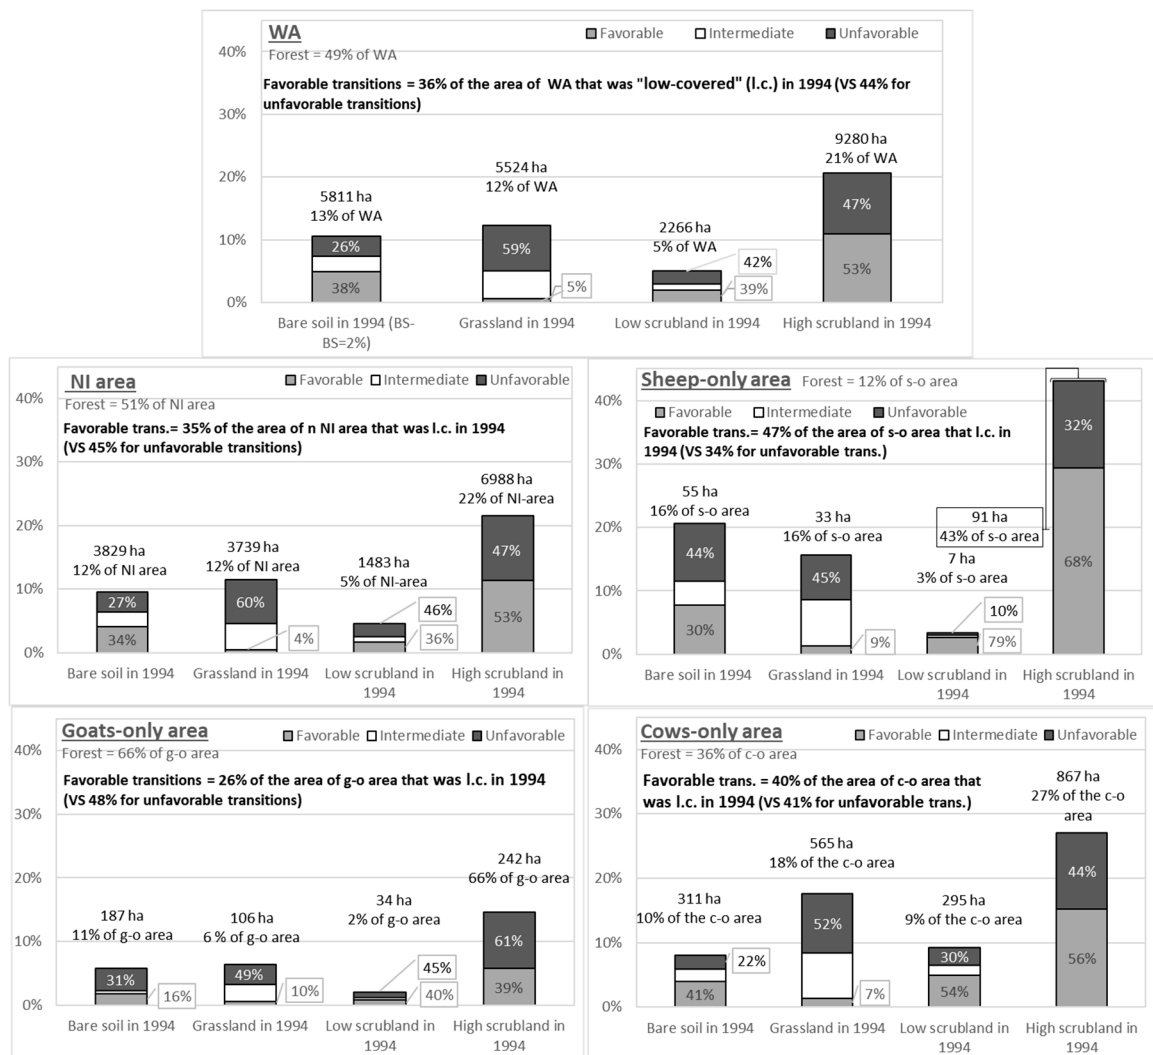 WA
Favorable Intermediate Unfavorable
Forest = 49% of WA
Favorable transitions = 36% of the area of WA that was "low-covered" (l.c.) in 1994 (VS 44% for
unfavorable transitions)
40%
30%
20%
10%
0%
5811 ha
13% of WA
26%
38%
5524 ha
12% of WA
59%
5%
2266 ha
5% of WA
42%
39%
9280 ha
21% of WA
47%
53%
Bare soil in 1994 (BS-
BS=2%)
Grassland in 1994
Low scrubland in 1994
High scrubland in 1994
NI area
Favorable Intermediate Unfavorable
Forest = 51% of NI area
Favorable trans.= 35% of the area of n NI area that was l.c. in 1994
(VS 45% for unfavorable transitions)
40%
30%
20%
10%
0%
3829 ha
12% of NI area
27%
34%
3739 ha
12% of NI area
60%
4%
1483 ha
5% of NI-area
46%
36%
6988 ha
22% of NI-area
47%
53%
Bare soil in 1994
Grassland in 1994
Low scrubland in
1994
High scrubland in
1994
Sheep-only area
Forest = 12% of s-o area
Favorable Intermediate Unfavorable
Favorable trans.= 47% of the area of s-o area that l.c. in
1994 (VS 34% for unfavorable trans.)
40%
30%
20%
10%
0%
55 ha
16% of s-o area
44%
30%
33 ha
16% of s-o area
45%
9%
91 ha
43% of s-o area
7 ha
3% of s-o area
10%
79%
32%
68%
Bare soil in 1994
Grassland in 1994
Low scrubland in
1994
High scrubland in
1994
Goats-only area
Favorable Intermediate Unfavorable
Forest = 66% of g-o area
Favorable transitions = 26% of the area of g-o area that was l.c. in 1994
(VS 48% for unfavorable transitions)
40%
30%
20%
10%
0%
187 ha
11% of g-o area
31%
16%
106 ha
6 % of g-o area
49%
10%
34 ha
2% of g-o area
45%
40%
242 ha
66% of g-o area
61%
39%
Bare soil in 1994
Grassland in 1994
Low scrubland in
1994
High scrubland in
1994
Cows-only area
Favorable Intermediate Unfavorable
Forest = 36% of c-o area
Favorable trans. = 40% of the area of c-o area that
was l.c. in 1994 (VS 41% for unfavorable trans.)
40%
30%
20%
10%
0%
311 ha
10% of the c-o area
22%
41%
565 ha
18% of the c-o area
52%
7%
295 ha
9% of the c-o area
30%
54%
867 ha
27% of the c-o
area
44%
56%
Bare soil in 1994
Grassland in 1994
Low scrubland in
1994
High scrubland in
1994